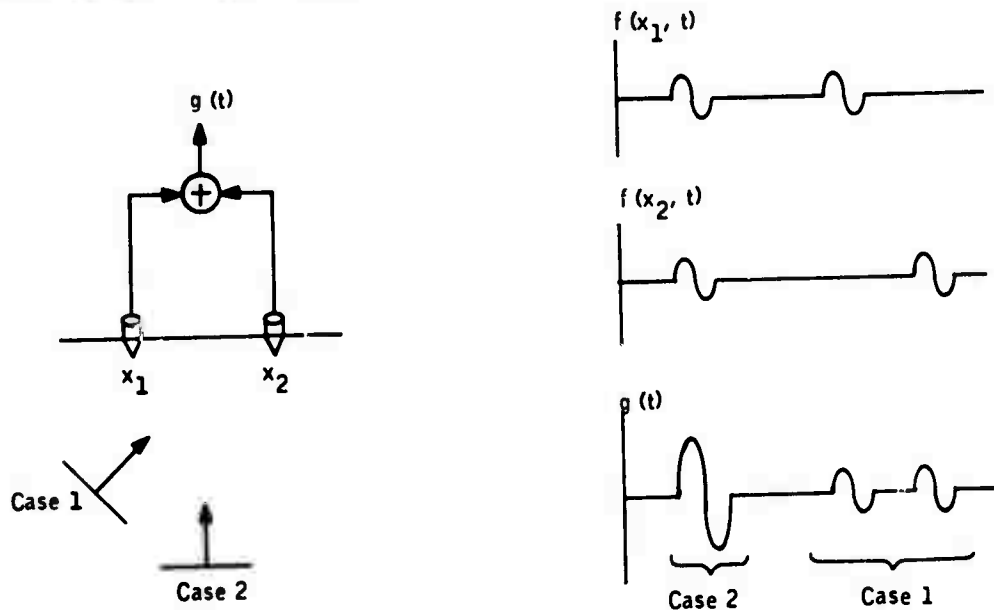 g (t)
x1
x2
Case 1
Case 2
f (x1, t)
f (x2, t)
g (t)
Case 2
Case 1